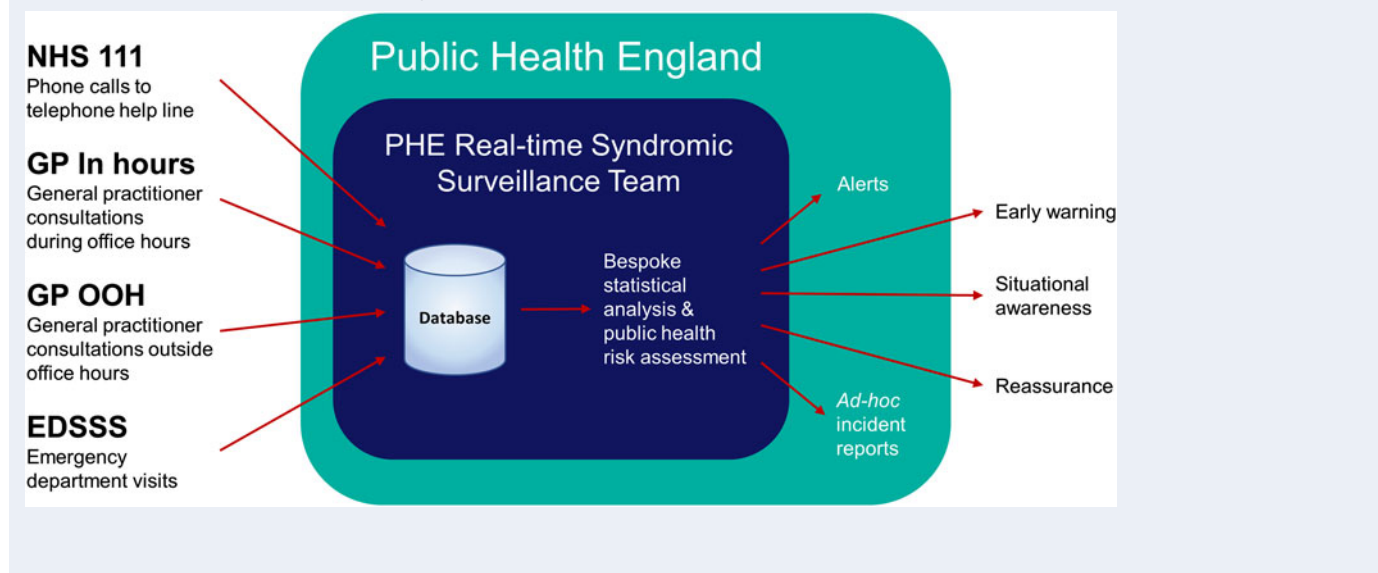 NHS 111
Phone calls to
telephone help line
GP In hours
General practitioner
consultations
during office hours
GP OOH
General practitioner
consultations outside
office hours
EDSSS
Emergency
department visits
Public Health England
PHE Real-time Syndromic
Surveillance Team
Database
Bespoke
statistical
analysis &
public health
risk assessment
Alerts
Ad-hoc
incident
reports
Early warning
Situational
awareness
Reassurance